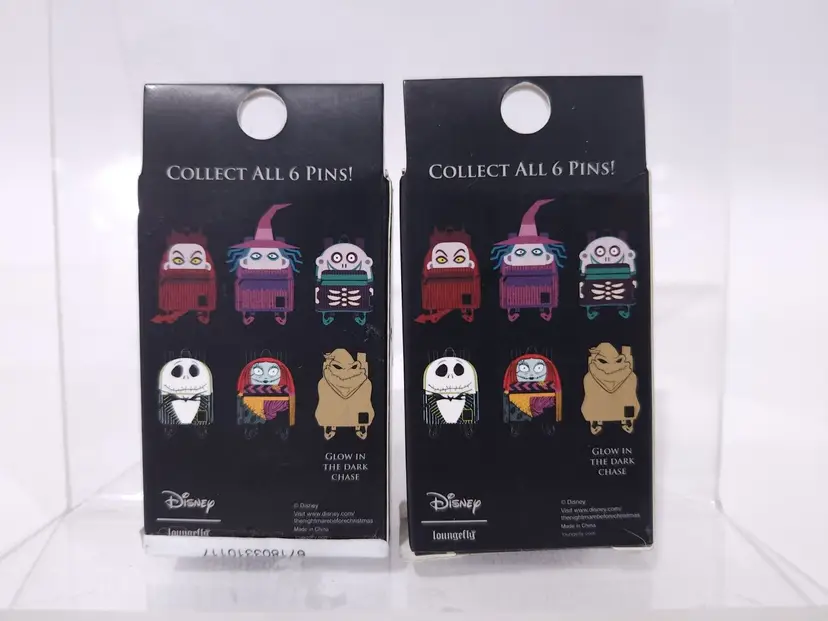 COLLECT ALL 6 PINS!
GLOW IN
THE DARK
CHASE
Disney
loungefly
© Disney
Visit www.disney.com/
thenightmarebeforechristmas
Made in China
671803310117
COLLECT ALL 6 PINS!
GLOW IN
THE DARK
CHASE
Disney
loungefly
© Disney
Visit www.disney.com/
thenightmarebeforechristmas
Made in China
loungefly.com